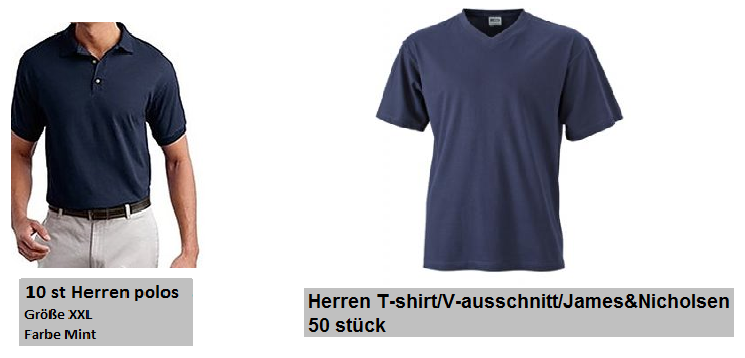 10 st Herren polos
Größe XXL
Farbe Mint
Herren T-shirt/V-ausschnitt/James&Nicholsen
50 stück